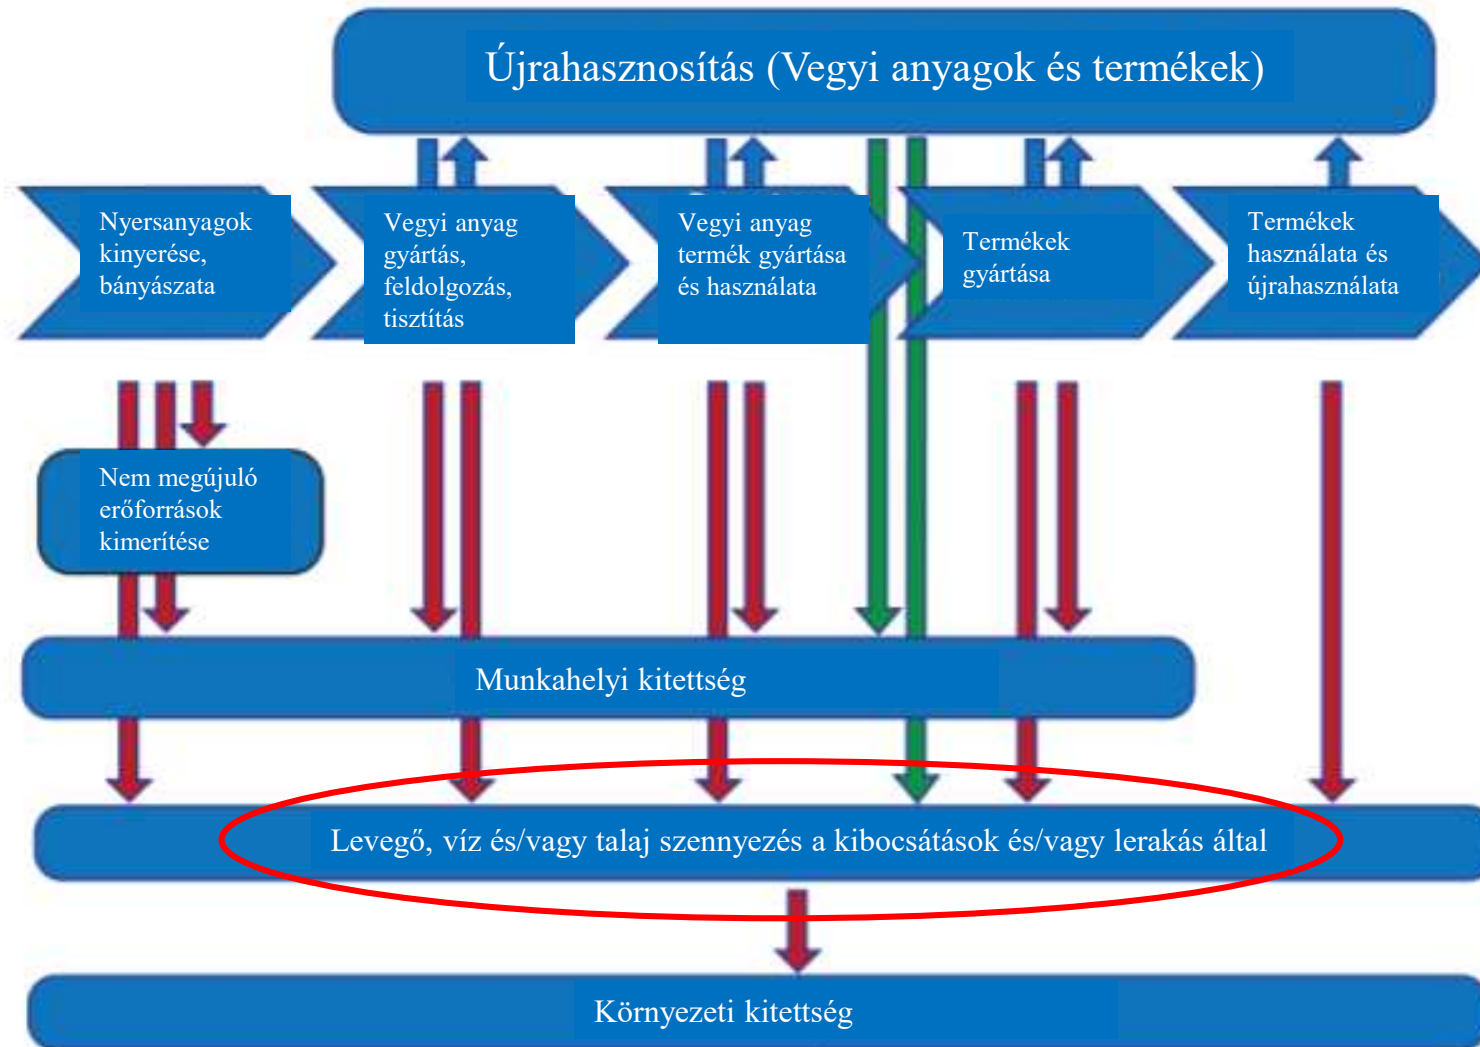 Újrahasznosítás (Vegyi anyagok és termékek)
Nyersanyagok
kinyerése,
bányászata
Vegyi anyag
gyártás,
feldolgozás,
tisztítás
Vegyi anyag
termék gyártása
és használata
Termékek
gyártása
Termékek
használata és
újrahasználata
Nem megújuló
erőforrások
kimerítése
Munkahelyi kitettség
Levegő, víz és/vagy talaj szennyezés a kibocsátások és/vagy lerakás által
Környezeti kitettség